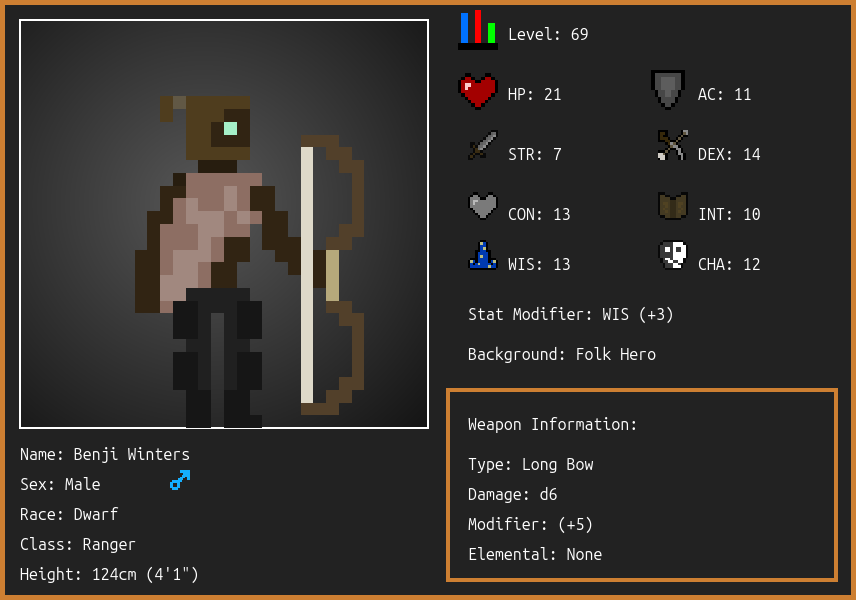 Level: 69
HP: 21
AC: 11
STR: 7
DEX: 14
CON: 13
INT: 10
WIS: 13
CHA: 12
Stat Modifier: WIS (+3)
Background: Folk Hero
Weapon Information:
Type: Long Bow
Damage: d6
Modifier: (+5)
Elemental: None
Name: Benji Winters
Sex: Male
Race: Dwarf
Class: Ranger
Height: 124cm (4'1")